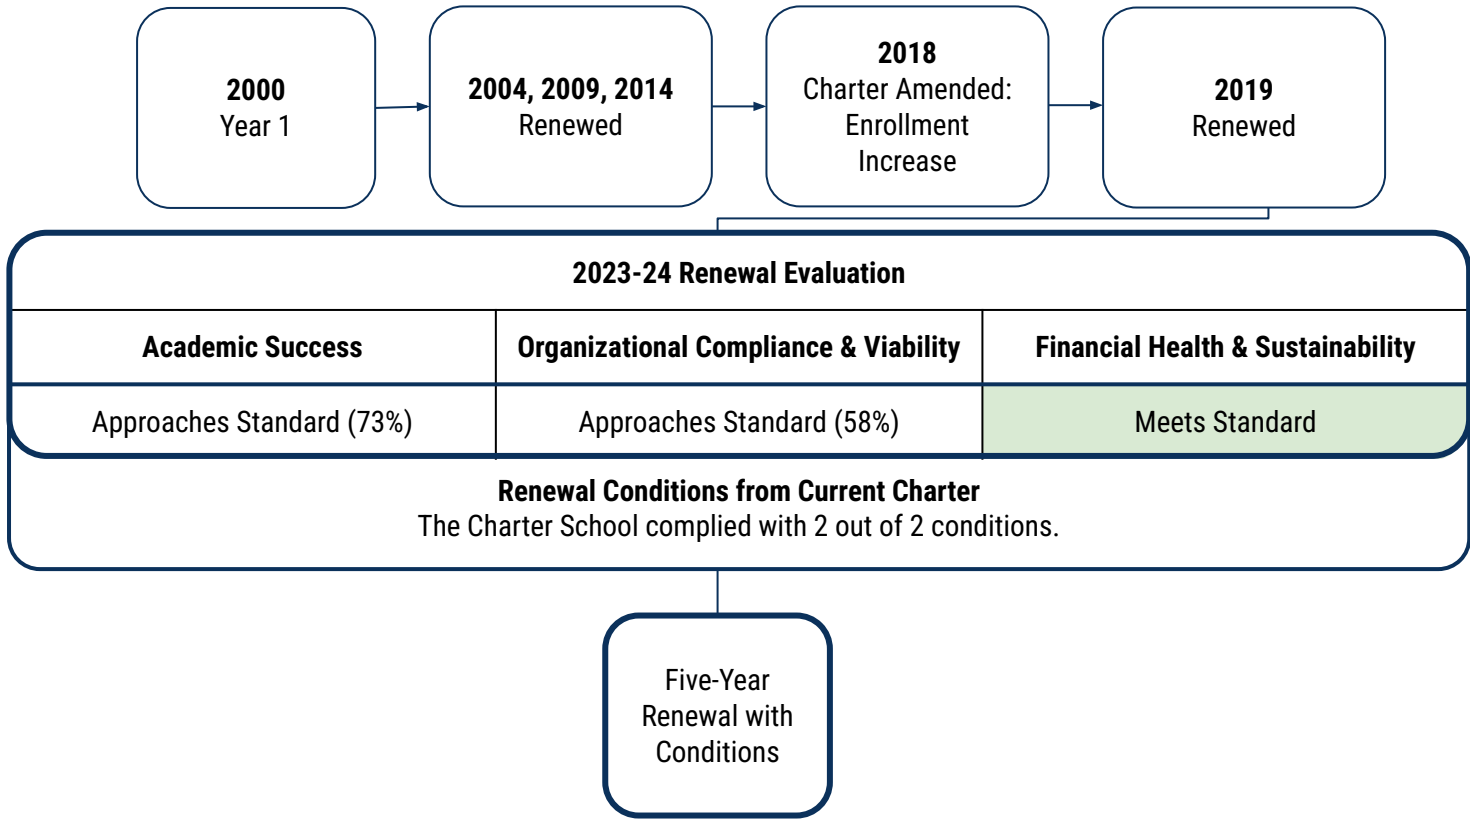 2000
Year 1
2004, 2009, 2014
Renewed
2018
Charter Amended:
Enrollment
Increase
2019
Renewed
2023-24 Renewal Evaluation
Academic Success
Organizational Compliance & Viability
Financial Health & Sustainability
Approaches Standard (73%)
Approaches Standard (58%)
Meets Standard
Renewal Conditions from Current Charter
The Charter School complied with 2 out of 2 conditions.
Five-Year
Renewal with
Conditions